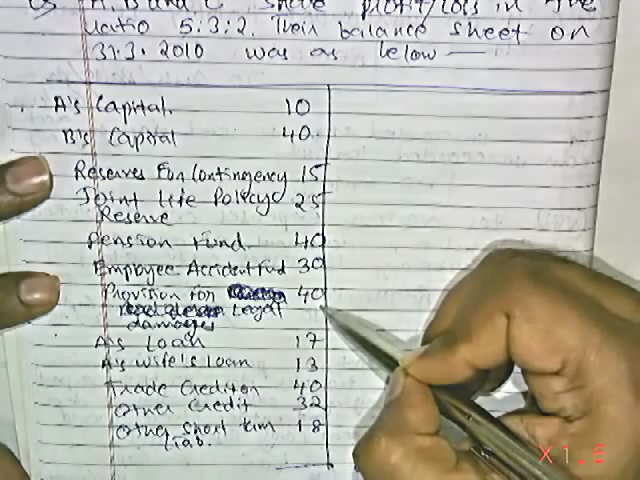 A, B and C share profit/loss in the
ratio 5:3:2. Their balance sheet on
31.3.2010 was as below —
A's Capital. 10
B's Capital 40
Reserves For Contingency 15
Joint Life Policy 25
Reserve
Pension Fund. 40
Employee Accident Fund 30
Provision For 40
Legal
damages
A's Loan 17
A's wife's Loan 13
Trade Creditor 40
Other Credit 32
Other short term 18
Liab.
X1.6